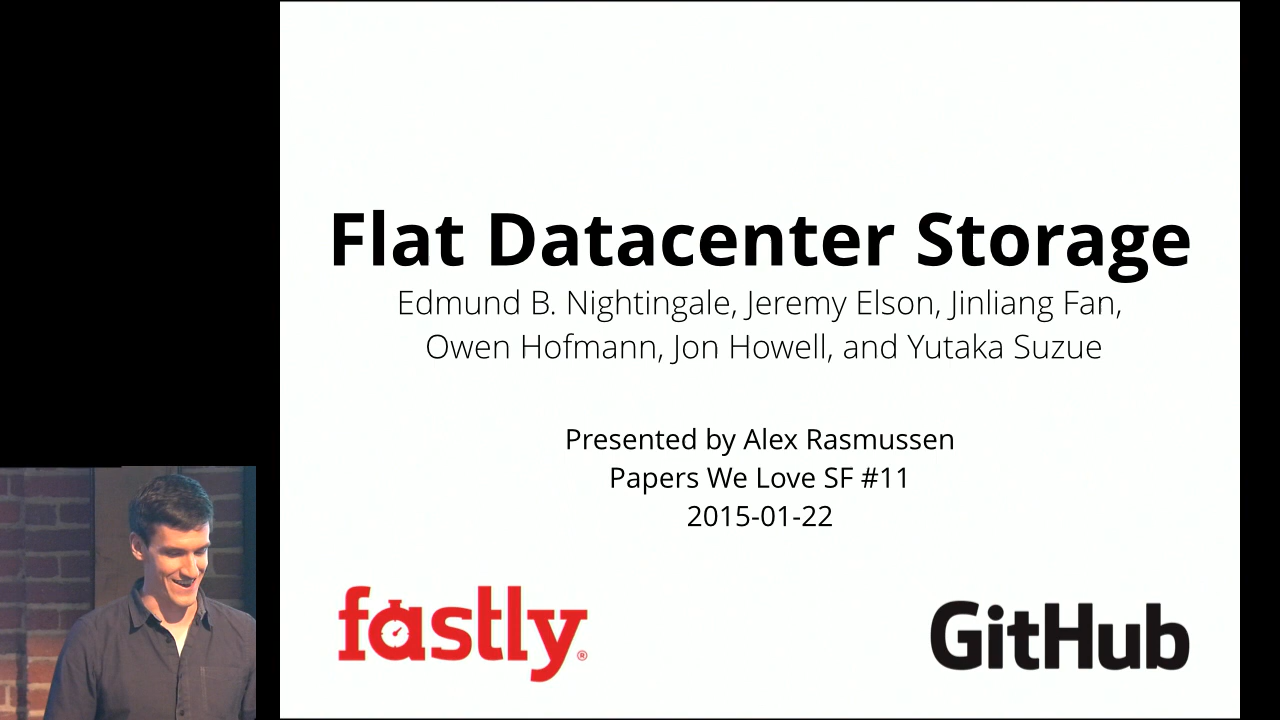 Flat Datacenter Storage
Edmund B. Nightingale, Jeremy Elson, Jinliang Fan,
Owen Hofmann, Jon Howell, and Yutaka Suzue
Presented by Alex Rasmussen
Papers We Love SF #11
2015-01-22
fastly®
GitHub